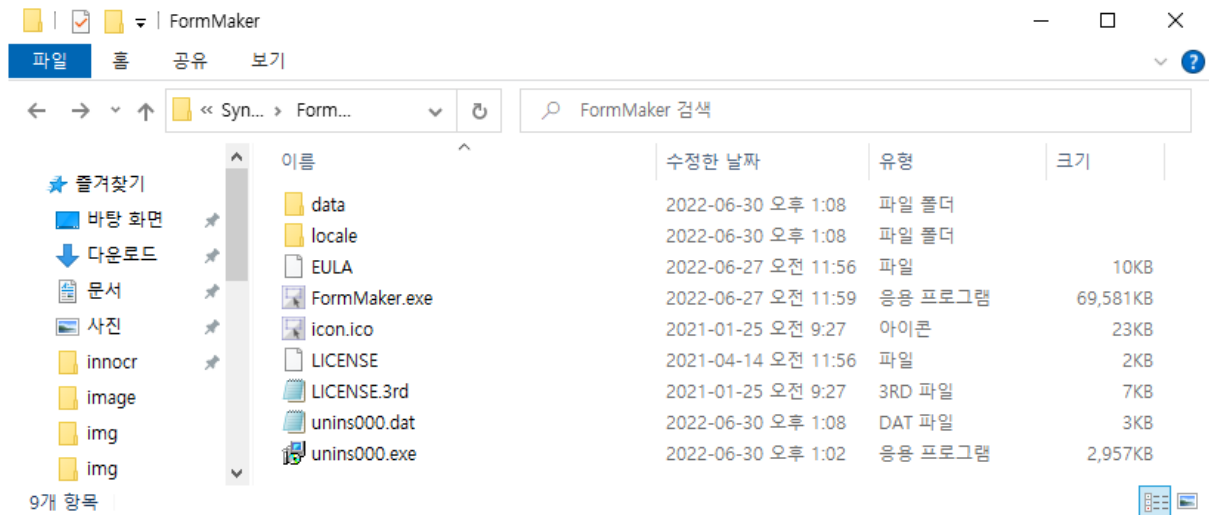 FormMaker
파일 홈 공유 보기
« Syn... › Form... FormMaker 검색
이름 수정한 날짜 유형 크기
즐겨찾기
바탕 화면
다운로드
문서
사진
innocr
image
img
img
data 2022-06-30 오후 1:08 파일 폴더
locale 2022-06-30 오후 1:08 파일 폴더
EULA 2022-06-27 오전 11:56 파일 10KB
FormMaker.exe 2022-06-27 오전 11:59 응용 프로그램 69,581KB
icon.ico 2021-01-25 오전 9:27 아이콘 23KB
LICENSE 2021-04-14 오전 11:56 파일 2KB
LICENSE.3rd 2021-01-25 오전 9:27 3RD 파일 7KB
unins000.dat 2022-06-30 오후 1:08 DAT 파일 3KB
unins000.exe 2022-06-30 오후 1:02 응용 프로그램 2,957KB
9개 항목